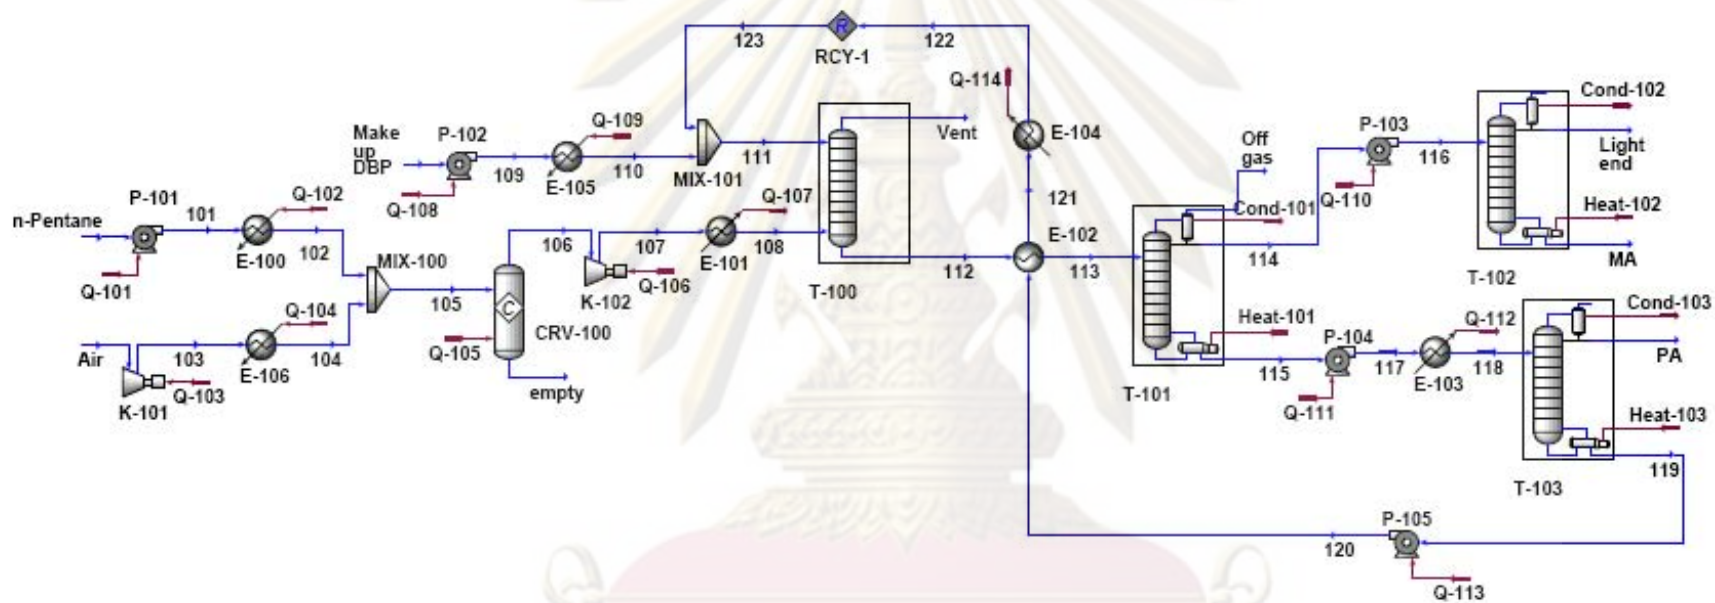 123
122
RCY-1
Q-114
Cond-102
Q-109
Make
up
DBP
P-102
109
E-105
110
MIX-101
111
Vent
E-104
Off
gas
P-103
116
Light
end
Q-108
Q-107
121
Cond-101
Q-110
Heat-102
n-Pentane
P-101
101
Q-102
E-100
102
MIX-100
106
107
E-101
108
E-102
112
113
114
MA
T-102
Q-101
105
K-102
Q-106
T-100
Cond-103
Q-104
C
CRV-100
Heat-101
P-104
Q-112
Air
103
E-106
104
Q-105
115
117
E-103
118
PA
K-101
Q-103
empty
T-101
Q-111
Heat-103
119
T-103
120
P-105
Q-113
R